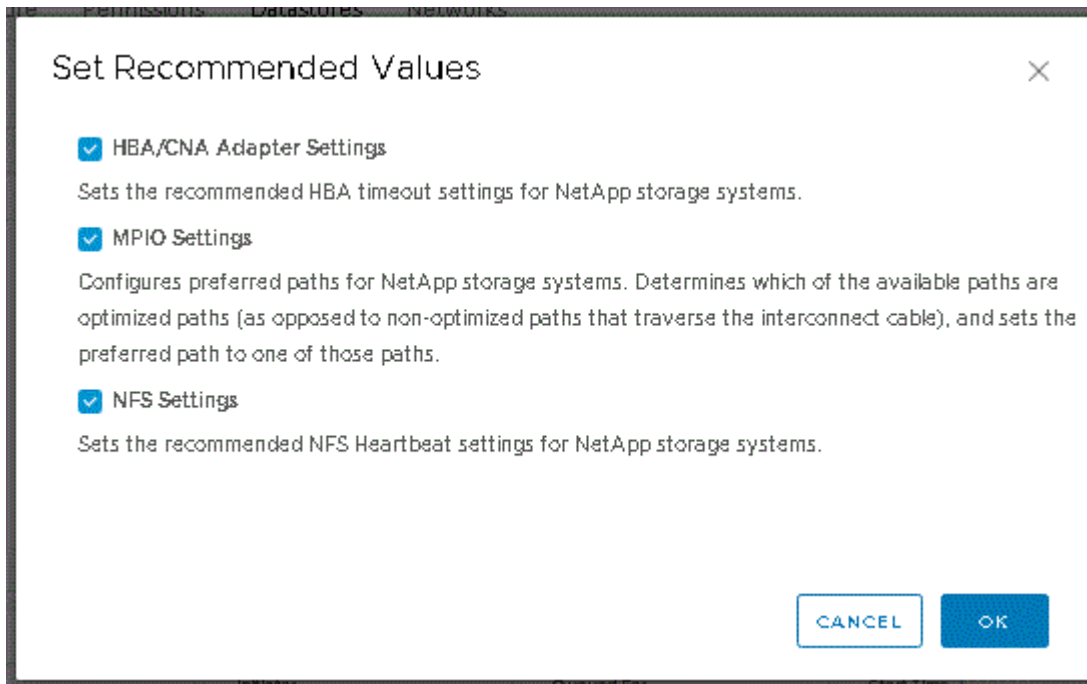 Permissions Datastores Networks
Set Recommended Values
HBA/CNA Adapter Settings
Sets the recommended HBA timeout settings for NetApp storage systems.
MPIO Settings
Configures preferred paths for NetApp storage systems. Determines which of the available paths are
optimized paths (as opposed to non-optimized paths that traverse the interconnect cable), and sets the
preferred path to one of those paths.
NFS Settings
Sets the recommended NFS Heartbeat settings for NetApp storage systems.
CANCEL OK